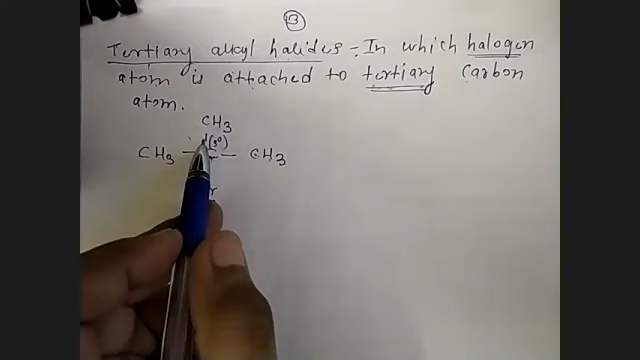 13
Tertiary alkyl halides :- In which halogen
atom is attached to tertiary carbon
atom.
CH3
(3°)
CH3 — C — CH3